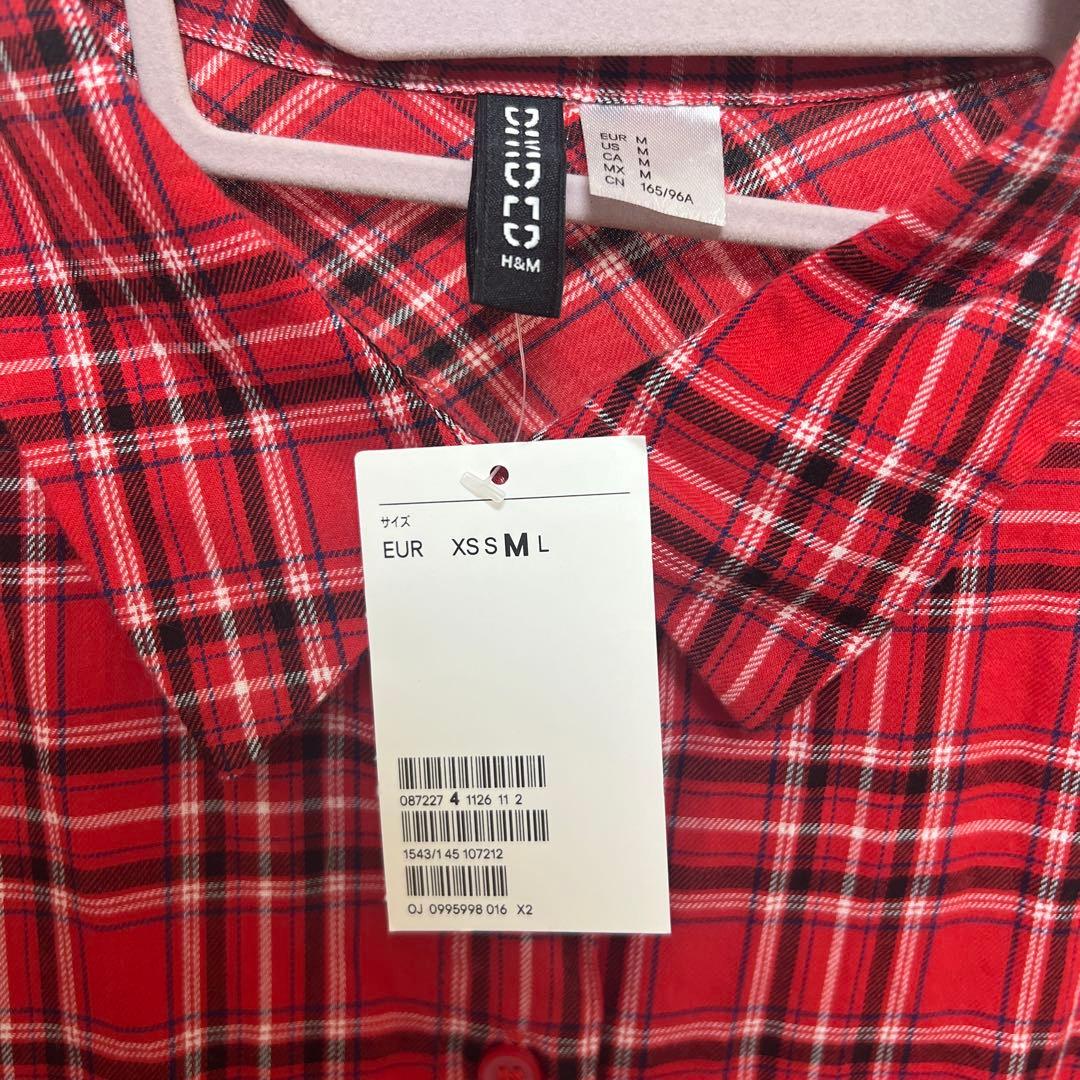 DIVIDED
H&M
EUR M
US M
CA M
MX M
CN 165/96A
サイズ
EUR XS S M L
087227 4 1126 11 2
1543/1 45 107212
OJ 0995998 016 X2